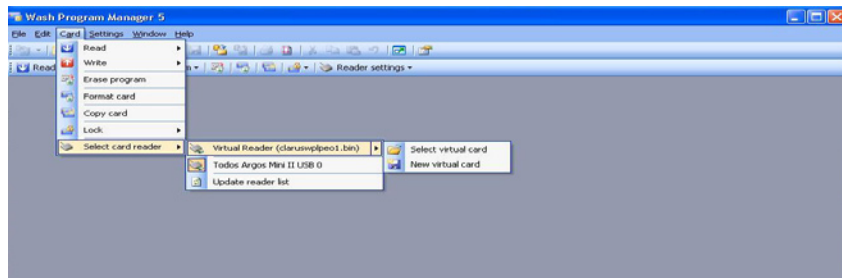 Wash Program Manager 5
File Edit Card Settings Window Help
Read
Write
Erase program
Format card
Copy card
Lock
Select card reader
Read
Reader settings
Virtual Reader (claruswplpeo1.bin)
Todos Argos Mini II USB 0
Update reader list
Select virtual card
New virtual card